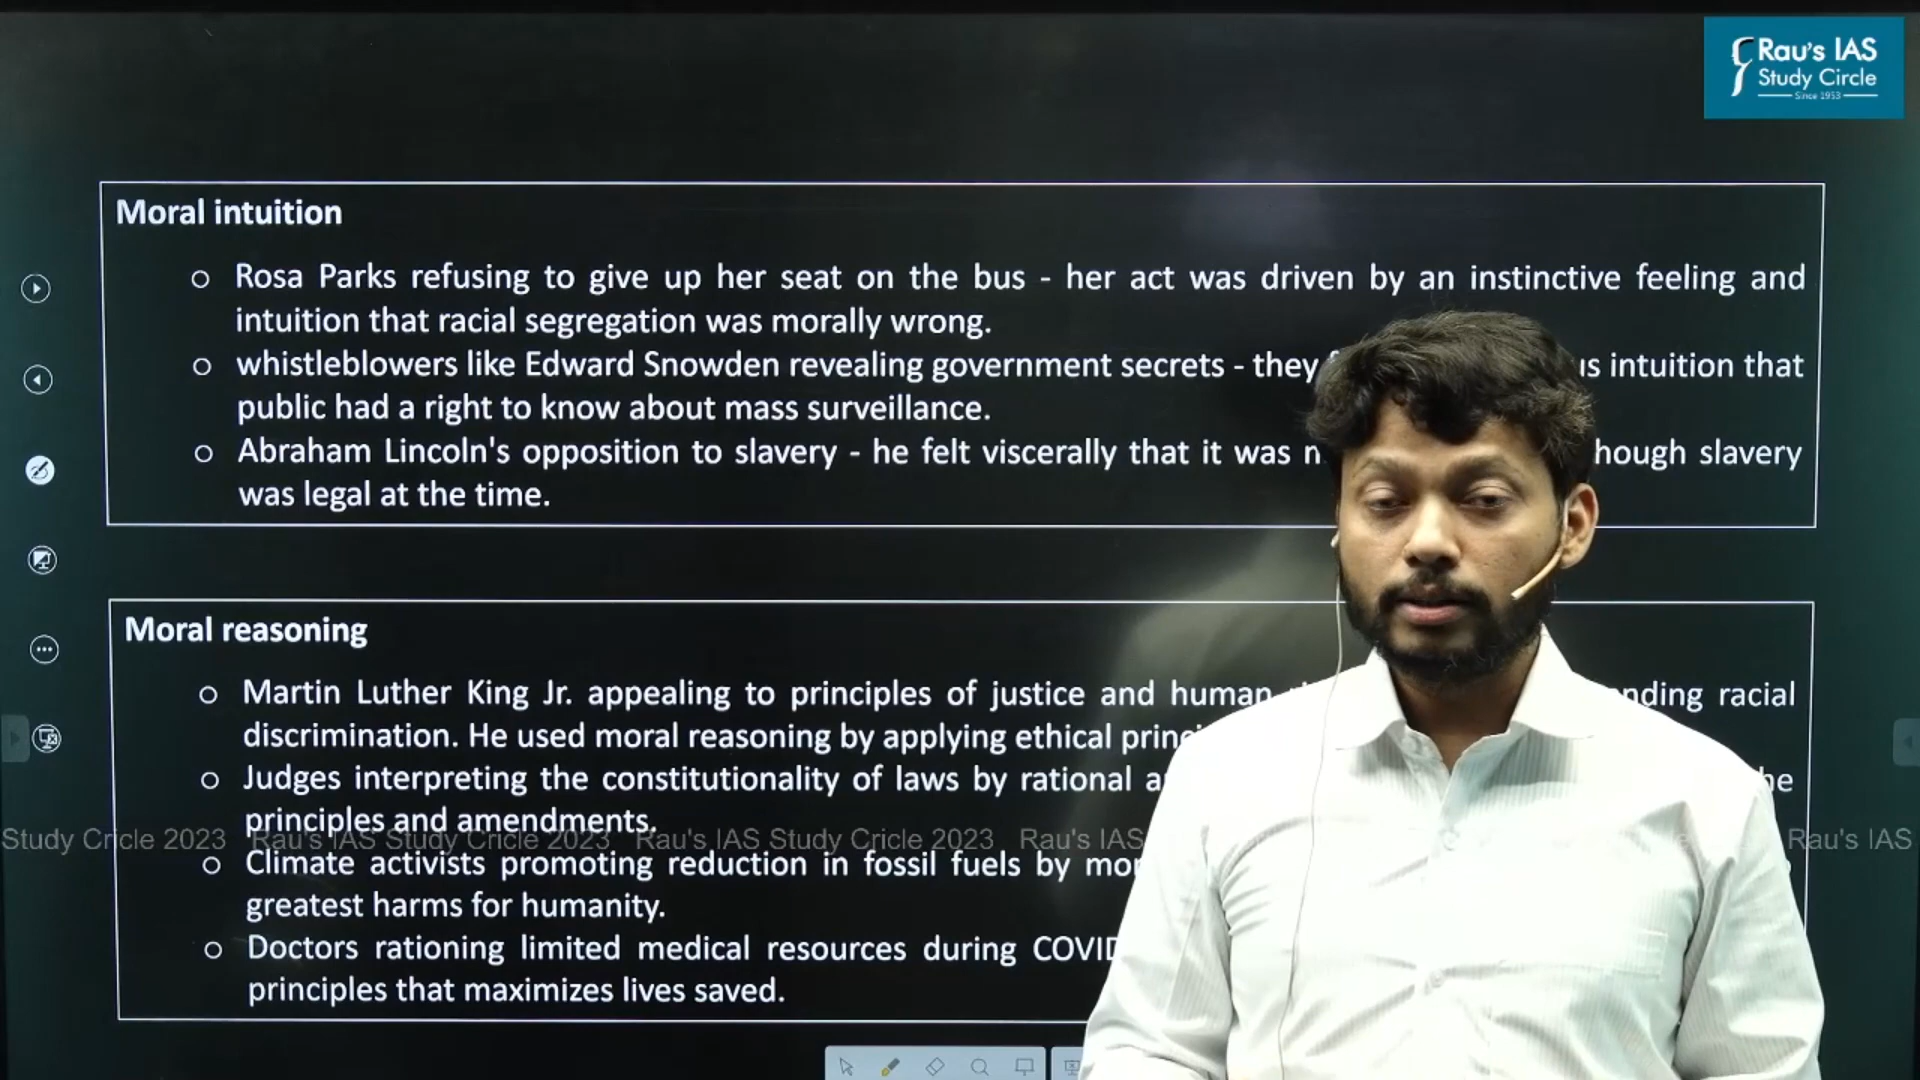 Rau's IAS
Study Circle
Since 1953
Moral intuition
Rosa Parks refusing to give up her seat on the bus - her act was driven by an instinctive feeling and
intuition that racial segregation was morally wrong.
whistleblowers like Edward Snowden revealing government secrets - they intuition that
public had a right to know about mass surveillance.
Abraham Lincoln's opposition to slavery - he felt viscerally that it was slavery
was legal at the time.
Moral reasoning
Martin Luther King Jr. appealing to principles of justice and human racial
discrimination. He used moral reasoning by applying ethical
Judges interpreting the constitutionality of laws by rational
principles and amendments.
Study Cricle 2023 Rau's IAS Study Cricle 2023 Rau's IAS Study Cricle 2023 Rau's IAS Rau's IAS
Climate activists promoting reduction in fossil fuels by
greatest harms for humanity.
Doctors rationing limited medical resources during COVID
principles that maximizes lives saved.